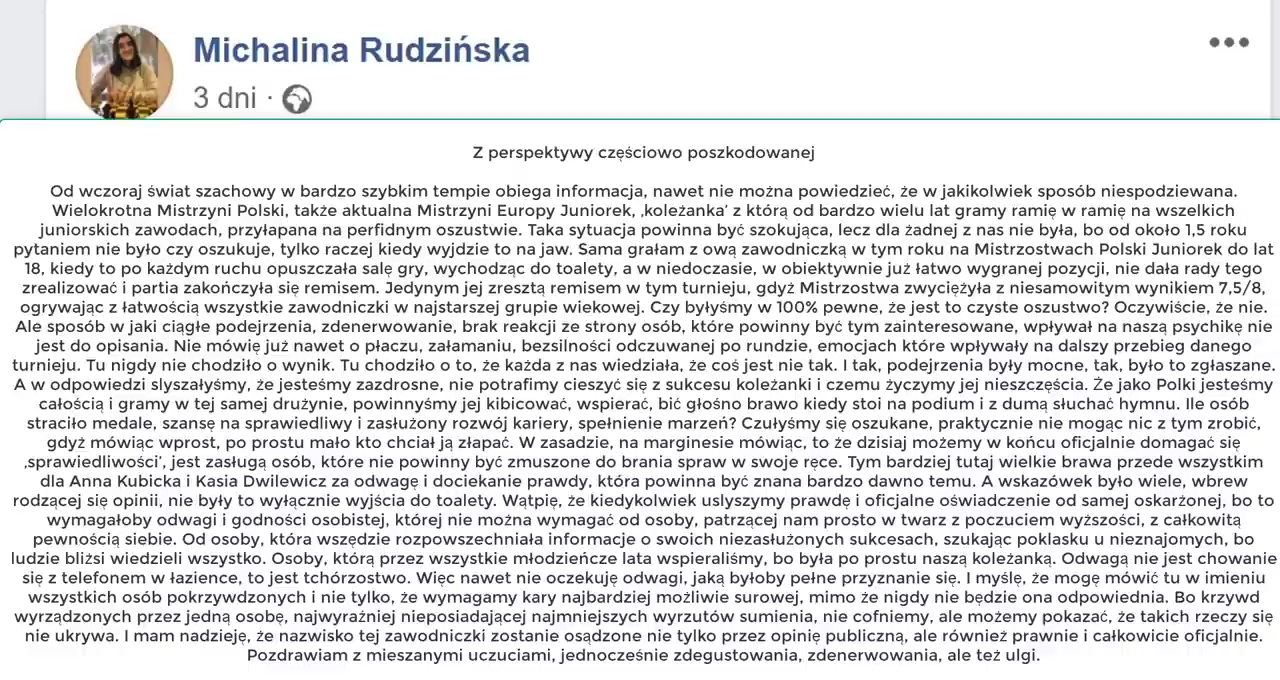 Michalina Rudzińska
3 dni ·
Z perspektywy częściowo poszkodowanej
Od wczoraj świat szachowy w bardzo szybkim tempie obiega informacja, nawet nie można powiedzieć, że w jakikolwiek sposób niespodziewana.
Wielokrotna Mistrzyni Polski, także aktualna Mistrzyni Europy Juniorek, ‚koleżanka’ z którą od bardzo wielu lat gramy ramię w ramię na wszelkich
juniorskich zawodach, przyłapana na perfidnym oszustwie. Taka sytuacja powinna być szokująca, lecz dla żadnej z nas nie była, bo od około 1,5 roku
pytaniem nie było czy oszukuje, tylko raczej kiedy wyjdzie to na jaw. Sama grałam z ową zawodniczką w tym roku na Mistrzostwach Polski Juniorek do lat
18, kiedy to po każdym ruchu opuszczała salę gry, wychodząc do toalety, a w niedoczasie, w obiektywnie już łatwo wygranej pozycji, nie dała rady tego
zrealizować i partia zakończyła się remisem. Jedynym jej zresztą remisem w tym turnieju, gdyż Mistrzostwa zwyciężyła z niesamowitym wynikiem 7,5/8,
ogrywając z łatwością wszystkie zawodniczki w najstarszej grupie wiekowej. Czy byłyśmy w 100% pewne, że jest to czyste oszustwo? Oczywiście, że nie.
Ale sposób w jaki ciągłe podejrzenia, zdenerwowanie, brak reakcji ze strony osób, które powinny być tym zainteresowane, wpływał na naszą psychikę nie
jest do opisania. Nie mówię już nawet o płaczu, załamaniu, bezsilności odczuwanej po rundzie, emocjach które wpływały na dalszy przebieg danego
turnieju. Tu nigdy nie chodziło o wynik. Tu chodziło o to, że każda z nas wiedziała, że coś jest nie tak. I tak, podejrzenia były mocne, tak, było to zgłaszane.
A w odpowiedzi slyszałyśmy, że jesteśmy zazdrosne, nie potrafimy cieszyć się z sukcesu koleżanki i czemu życzymy jej nieszczęścia. Że jako Polki jesteśmy
całością i gramy w tej samej drużynie, powinnyśmy jej kibicować, wspierać, bić głośno brawo kiedy stoi na podium i z dumą słuchać hymnu. Ile osób
straciło medale, szansę na sprawiedliwy i zasłużony rozwój kariery, spełnienie marzeń? Czułyśmy się oszukane, praktycznie nie mogąc nic z tym zrobić,
gdyż mówiąc wprost, po prostu mało kto chciał ją złapać. W zasadzie, na marginesie mówiąc, to że dzisiaj możemy w końcu oficjalnie domagać się
‚sprawiedliwości’, jest zasługą osób, które nie powinny być zmuszone do brania spraw w swoje ręce. Tym bardziej tutaj wielkie brawa przede wszystkim
dla Anna Kubicka i Kasia Dwilewicz za odwagę i dociekanie prawdy, która powinna być znana bardzo dawno temu. A wskazówek było wiele, wbrew
rodzącej się opinii, nie były to wyłącznie wyjścia do toalety. Wątpię, że kiedykolwiek uslyszymy prawdę i oficjalne oświadczenie od samej oskarżonej, bo to
wymagałoby odwagi i godności osobistej, której nie można wymagać od osoby, patrzącej nam prosto w twarz z poczuciem wyższości, z całkowitą
pewnością siebie. Od osoby, która wszędzie rozpowszechniała informacje o swoich niezasłużonych sukcesach, szukając poklasku u nieznajomych, bo
ludzie bliżsi wiedzieli wszystko. Osoby, którą przez wszystkie młodzieńcze lata wspieraliśmy, bo była po prostu naszą koleżanką. Odwagą nie jest chowanie
się z telefonem w łazience, to jest tchórzostwo. Więc nawet nie oczekuję odwagi, jaką byłoby pełne przyznanie się. I myślę, że mogę mówić tu w imieniu
wszystkich osób pokrzywdzonych i nie tylko, że wymagamy kary najbardziej możliwie surowej, mimo że nigdy nie będzie ona odpowiednia. Bo krzywd
wyrządzonych przez jedną osobę, najwyraźniej nieposiadającej najmniejszych wyrzutów sumienia, nie cofniemy, ale możemy pokazać, że takich rzeczy się
nie ukrywa. I mam nadzieję, że nazwisko tej zawodniczki zostanie osądzone nie tylko przez opinię publiczną, ale również prawnie i całkowicie oficjalnie.
Pozdrawiam z mieszanymi uczuciami, jednocześnie zdegustowania, zdenerwowania, ale też ulgi.